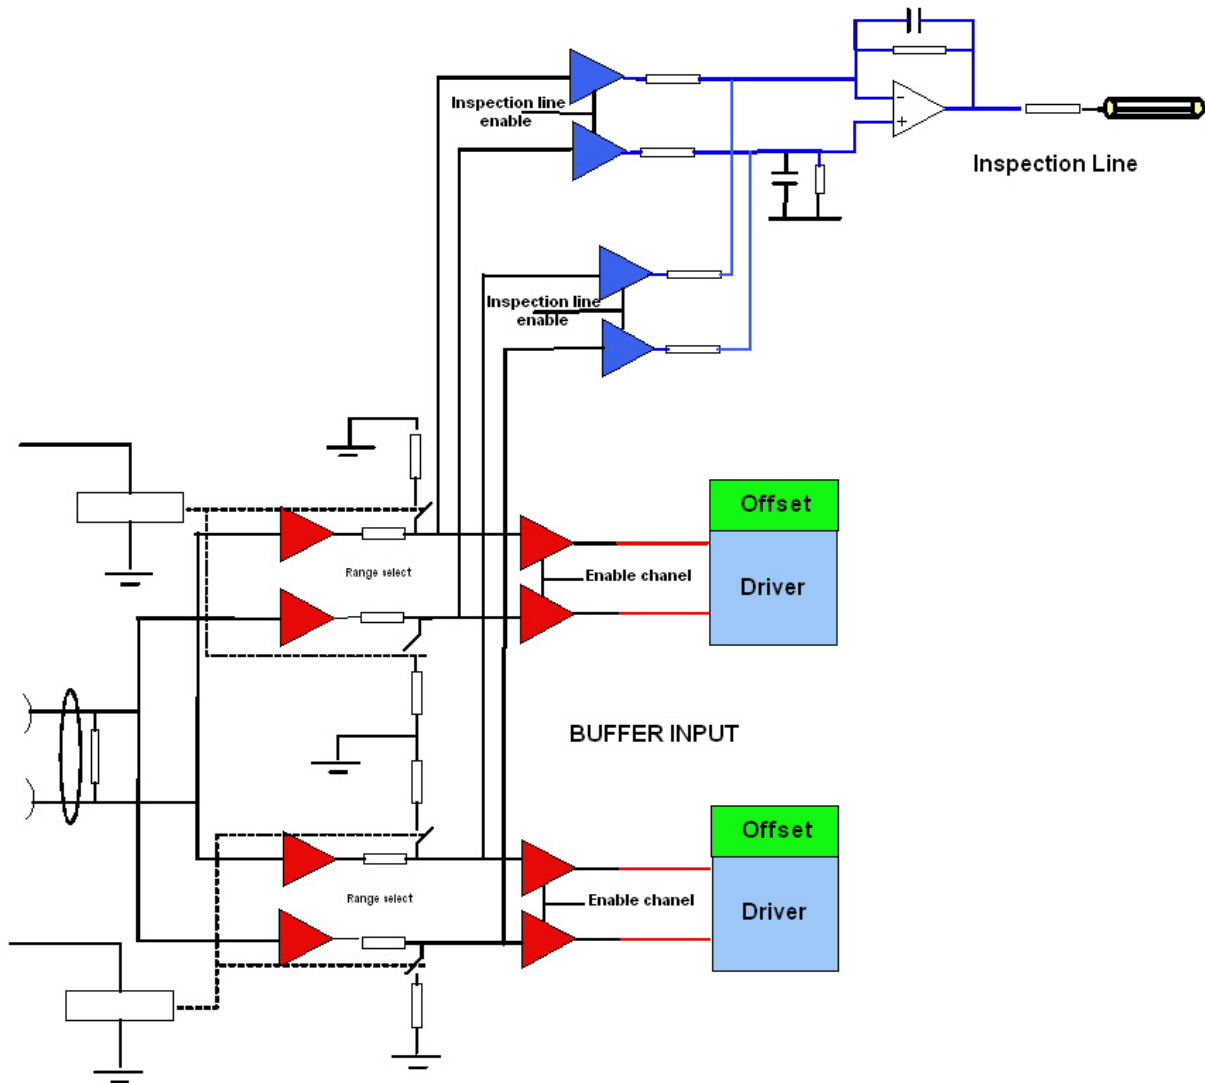 Inspection line
enable
−
+
Inspection Line
Inspection line
enable
Offset
Range select
Enable chanel
Driver
BUFFER INPUT
Offset
Range select
Enable chanel
Driver